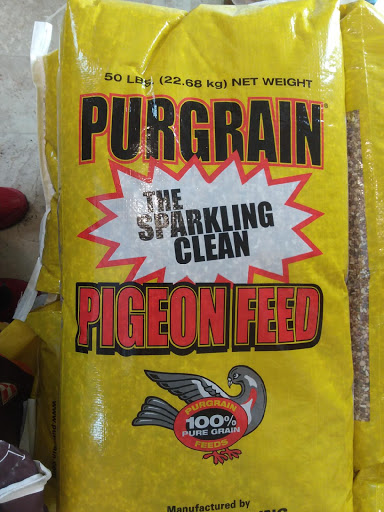 50 LBS. (22.68 kg) NET WEIGHT
PURGRAIN®
THE
SPARKLING
CLEAN
PIGEON FEED
PURGRAIN
100%
PURE GRAIN
FEEDS
Manufactured by